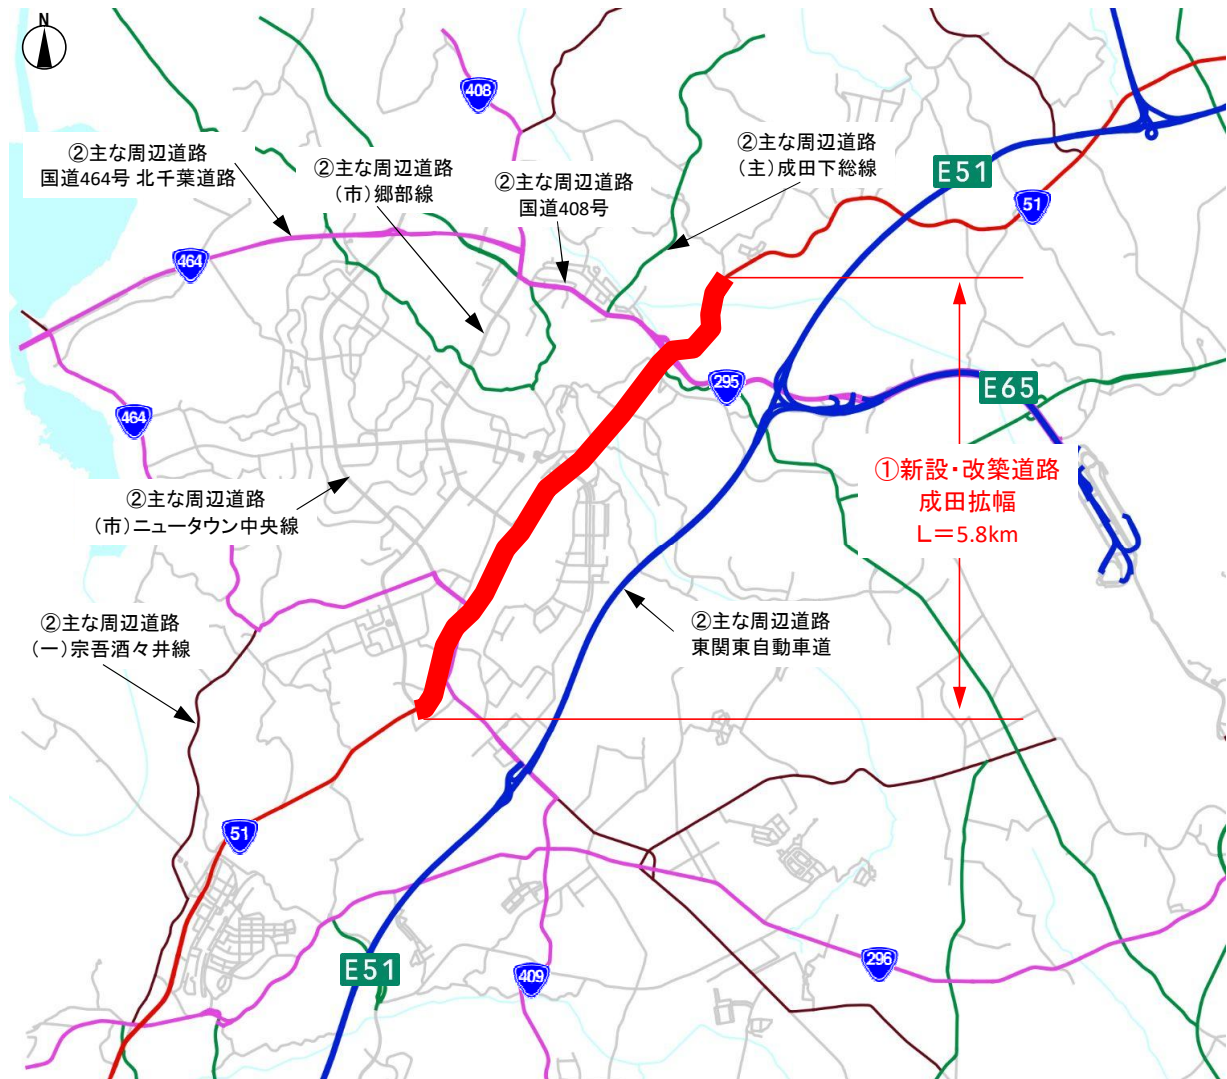 N
408
②主な周辺道路
国道464号 北千葉道路
②主な周辺道路
(市)郷部線
②主な周辺道路
国道408号
②主な周辺道路
(主)成田下総線
E51
51
464
295
E65
464
①新設・改築道路
成田拡幅
L=5.8km
②主な周辺道路
(市)ニュータウン中央線
②主な周辺道路
(一)宗吾酒々井線
②主な周辺道路
東関東自動車道
51
E51
409
296